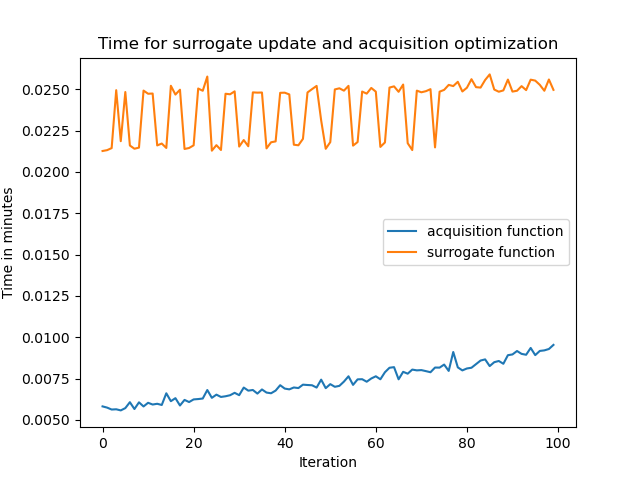 Time for surrogate update and acquisition optimization
0.0250
0.0225
0.0200
0.0175
0.0150
0.0125
0.0100
0.0075
0.0050
Time in minutes
acquisition function
surrogate function
0 20 40 60 80 100
Iteration